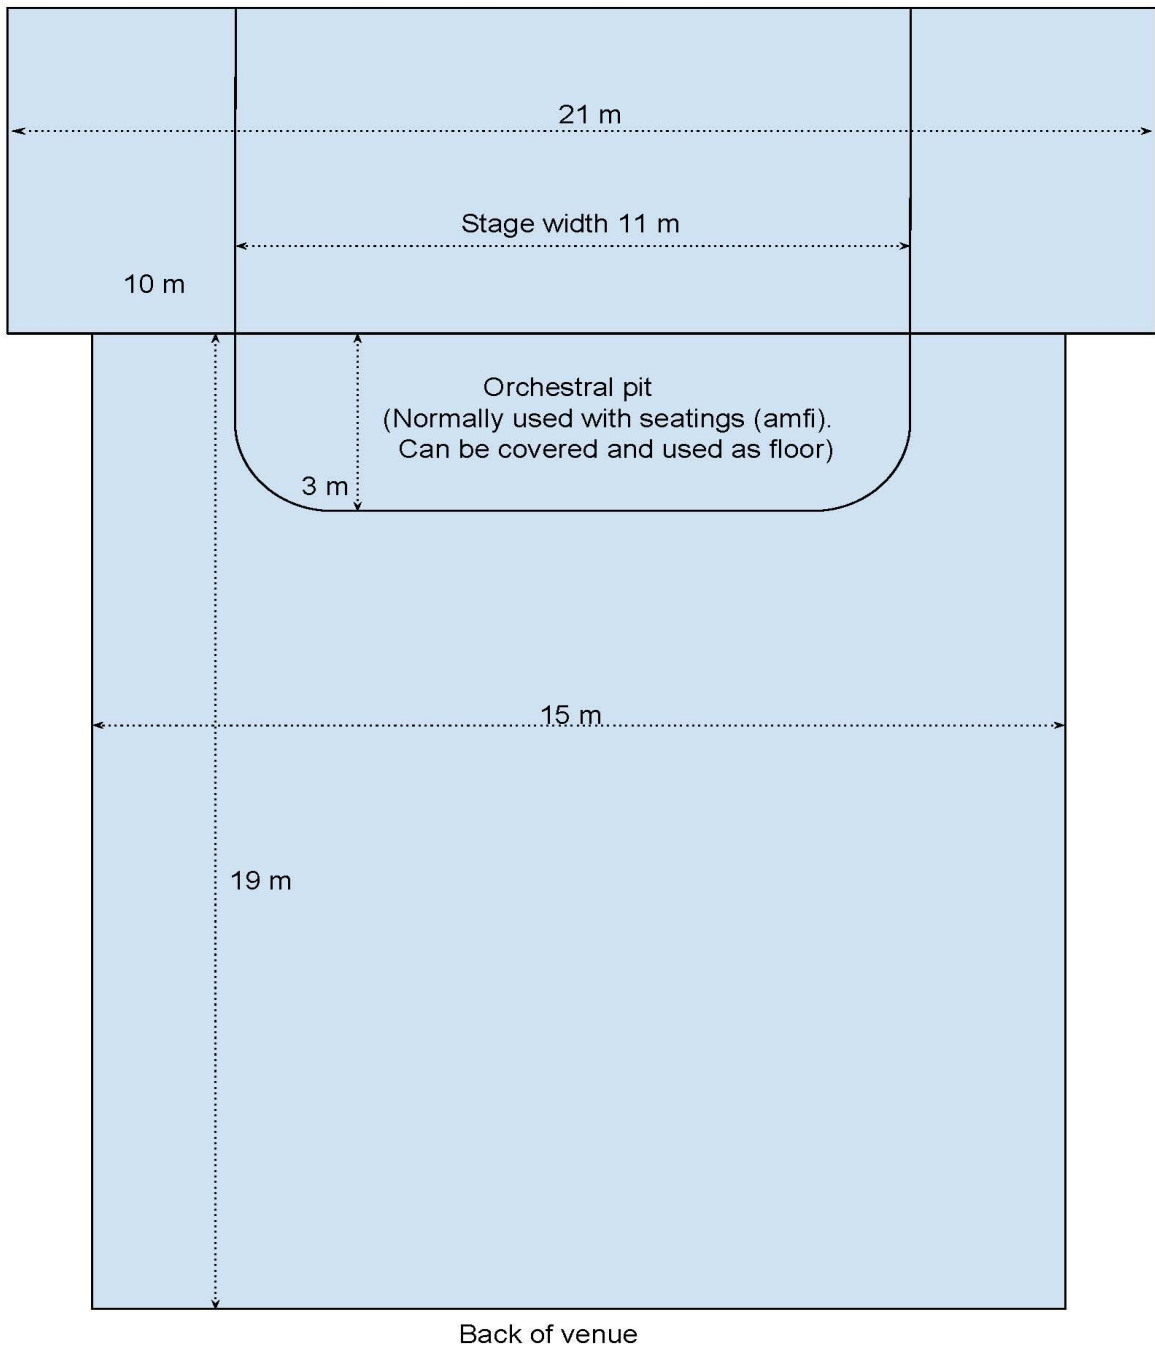 21 m
Stage width 11 m
10 m
Orchestral pit
(Normally used with seatings (amfi).
Can be covered and used as floor)
3 m
15 m
19 m
Back of venue